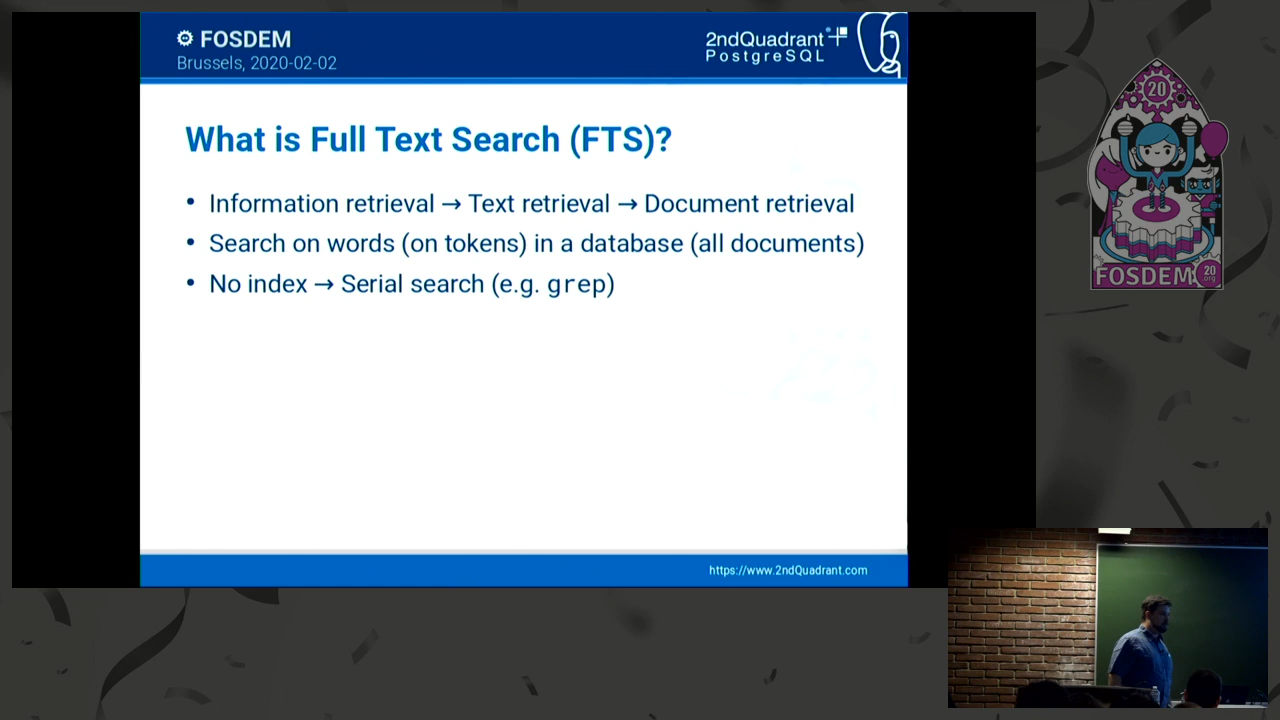 FOSDEM
Brussels, 2020-02-02
2ndQuadrant
PostgreSQL
What is Full Text Search (FTS)?
• Information retrieval → Text retrieval → Document retrieval
• Search on words (on tokens) in a database (all documents)
• No index → Serial search (e.g. grep)
https://www.2ndQuadrant.com
20
FOSDEM
20
.org